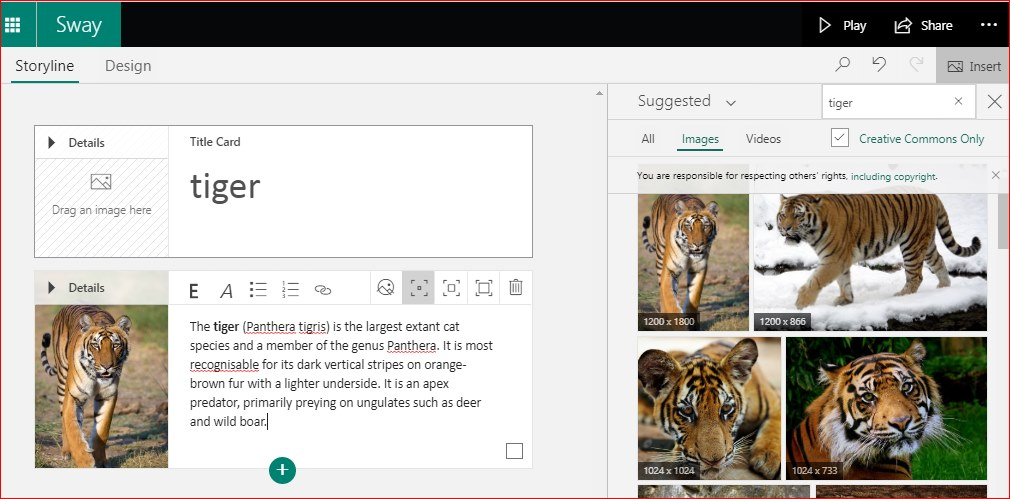 Sway
Play
Share
Storyline
Design
Insert
Suggested
tiger
All
Images
Videos
Creative Commons Only
You are responsible for respecting others' rights, including copyright.
1200 x 1800
1200 x 866
1024 x 1024
1024 x 733
Details
Title Card
tiger
Drag an image here
Details
E
A
1
2
3
The tiger (Panthera tigris) is the largest extant cat
species and a member of the genus Panthera. It is most
recognisable for its dark vertical stripes on orange-
brown fur with a lighter underside. It is an apex
predator, primarily preying on ungulates such as deer
and wild boar.